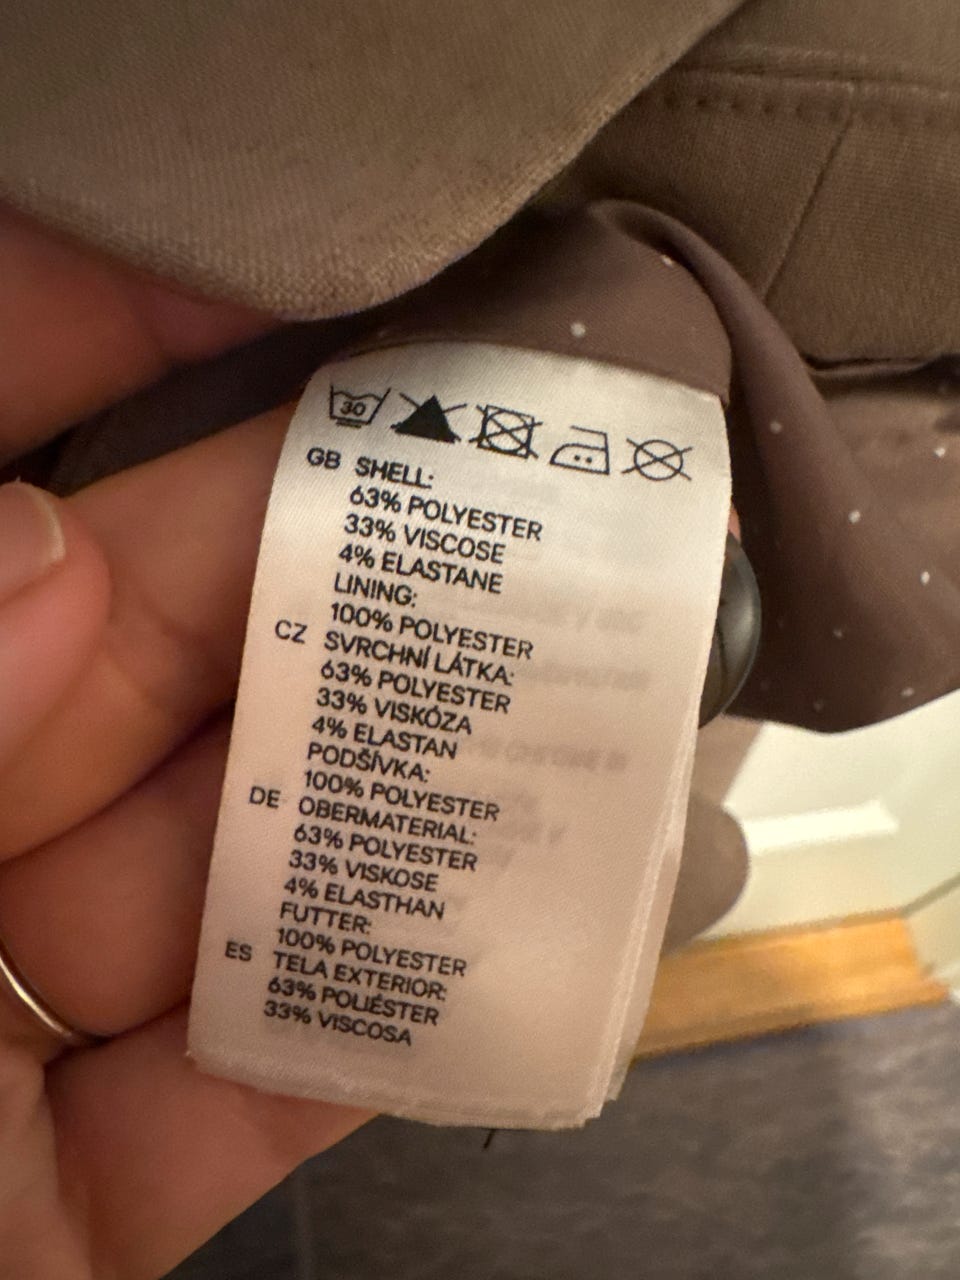 30
GB SHELL:
63% POLYESTER
33% VISCOSE
4% ELASTANE
LINING:
100% POLYESTER
CZ SVRCHNÍ LÁTKA:
63% POLYESTER
33% VISKÓZA
4% ELASTAN
PODŠÍVKA:
100% POLYESTER
DE OBERMATERIAL:
63% POLYESTER
33% VISKOSE
4% ELASTHAN
FUTTER:
100% POLYESTER
ES TELA EXTERIOR:
63% POLIÉSTER
33% VISCOSA